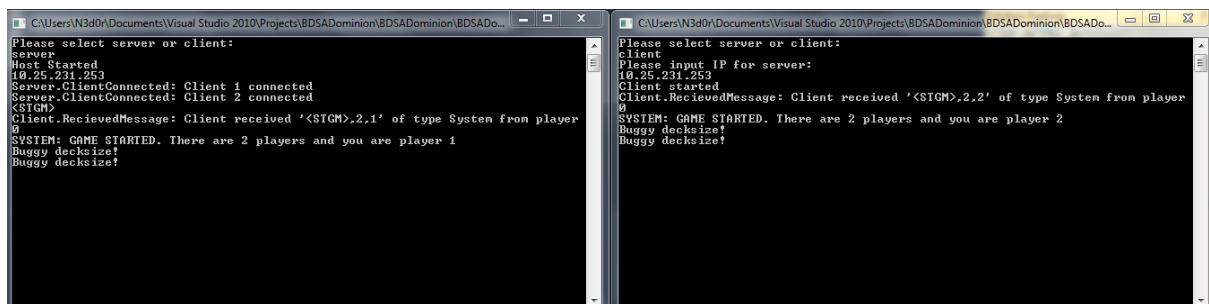 C:\Users\N3d0r\Documents\Visual Studio 2010\Projects\BDSADominion\BDSADominion\BDSADo...
Please select server or client:
server
Host Started
10.25.231.253
Server.ClientConnected: Client 1 connected
Server.ClientConnected: Client 2 connected
<STGM>
Client.RecievedMessage: Client received '<STGM>,2,1' of type System from player
0
SYSTEM: GAME STARTED. There are 2 players and you are player 1
Buggy decksize!
Buggy decksize!
C:\Users\N3d0r\Documents\Visual Studio 2010\Projects\BDSADominion\BDSADominion\BDSADo...
Please select server or client:
client
Please input IP for server:
10.25.231.253
Client started
Client.RecievedMessage: Client received '<STGM>,2,2' of type System from player
0
SYSTEM: GAME STARTED. There are 2 players and you are player 2
Buggy decksize!
Buggy decksize!